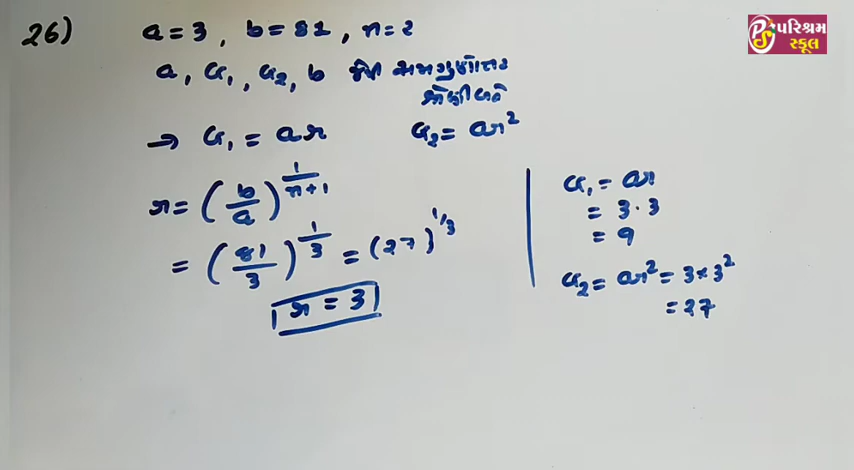 26) a = 3, b = 81, n = 2
a, G₁, G₂, b
→ G₁ = ar    G₂ = ar²
r = (b/a)^(1/(n+1))
= (81/3)^(1/3) = (27)^(1/3)
r = 3
G₁ = ar
= 3 · 3
= 9
G₂ = ar² = 3 × 3²
= 27
પરિશ્રમ
સ્કૂલ